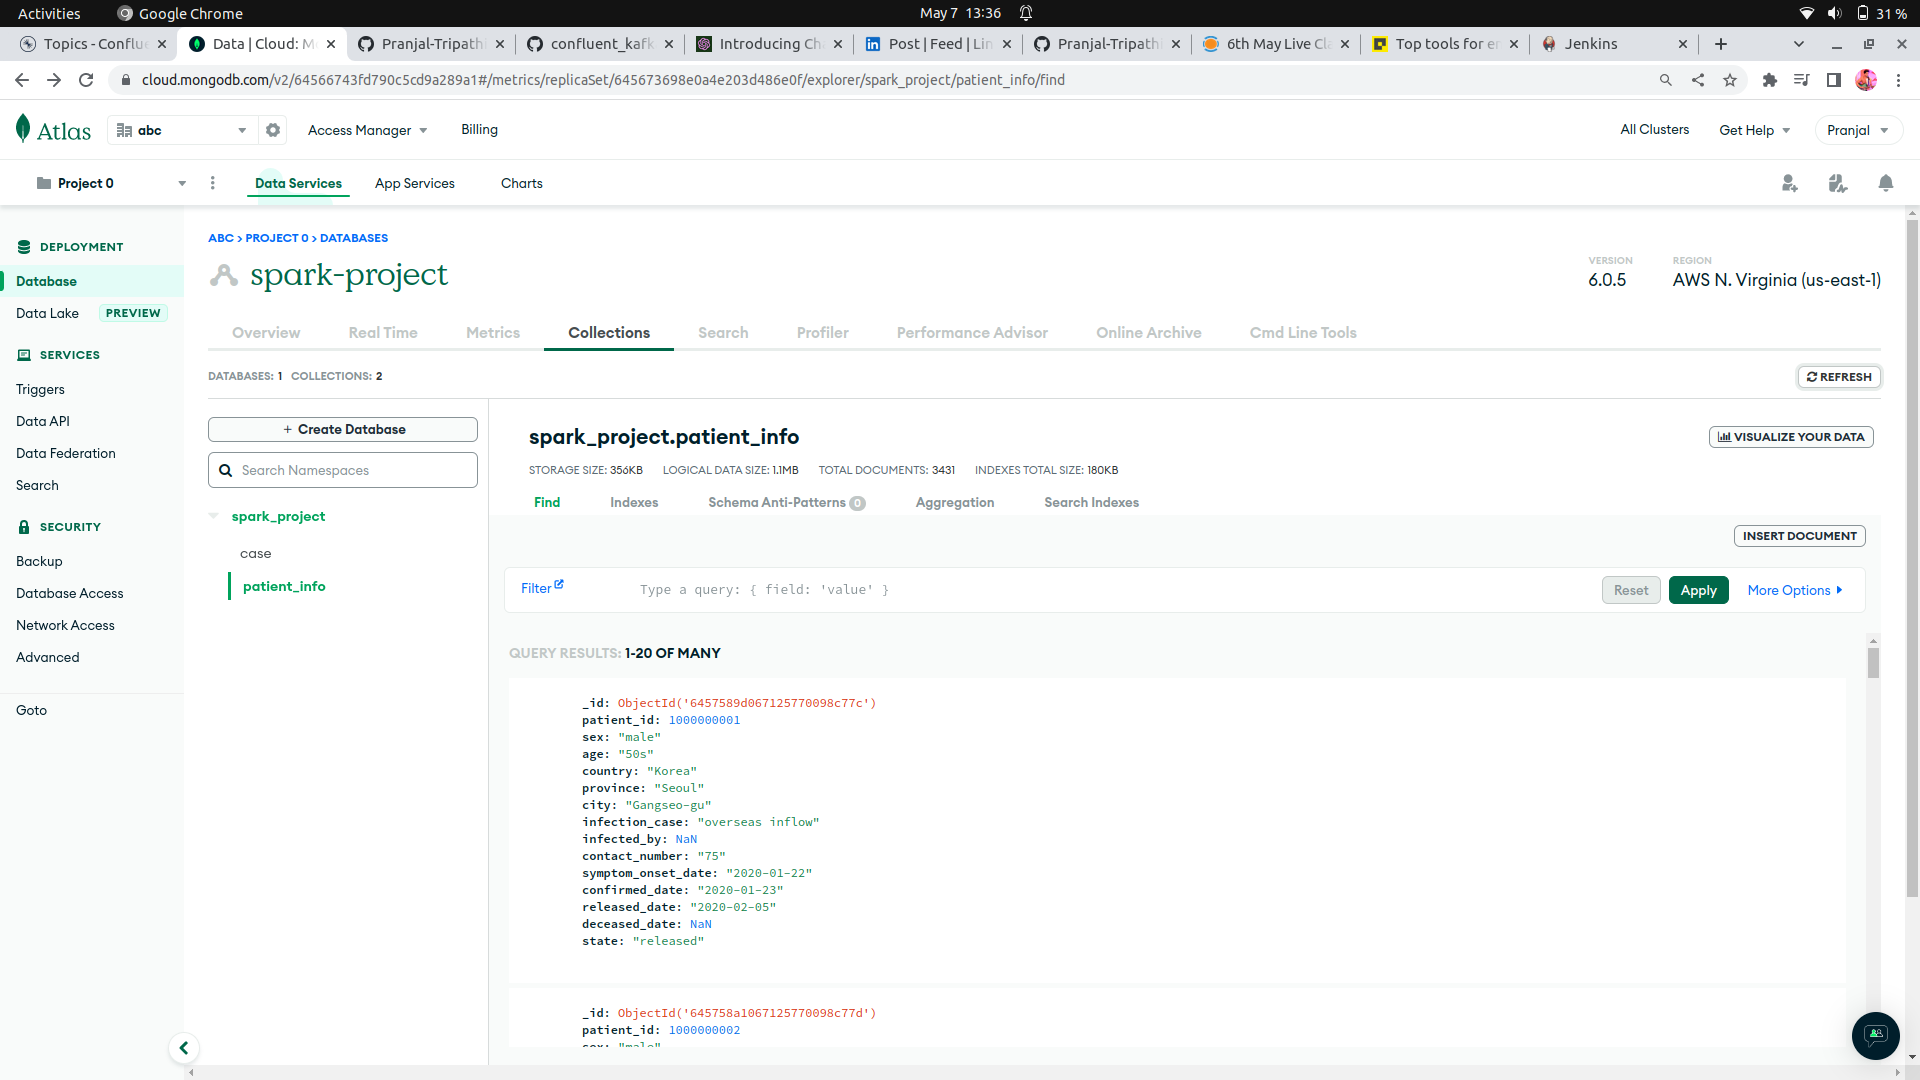 Activities Google Chrome May 7 13:36 31 %
Topics - Conflue Data | Cloud: M Pranjal-Tripath confluent_kafk Introducing Ch Post | Feed | Lin Pranjal-Tripath 6th May Live Cla Top tools for en Jenkins
cloud.mongodb.com/v2/64566743fd790c5cd9a289a1#/metrics/replicaSet/645673698e0a4e203d486e0f/explorer/spark_project/patient_info/find
Atlas abc Access Manager Billing All Clusters Get Help Pranjal
Project 0 Data Services App Services Charts
DEPLOYMENT
Database
Data Lake PREVIEW
SERVICES
Triggers
Data API
Data Federation
Search
SECURITY
Backup
Database Access
Network Access
Advanced
Goto
ABC > PROJECT 0 > DATABASES
spark-project
VERSION
6.0.5
REGION
AWS N. Virginia (us-east-1)
Overview Real Time Metrics Collections Search Profiler Performance Advisor Online Archive Cmd Line Tools
DATABASES: 1 COLLECTIONS: 2
REFRESH
+ Create Database
Search Namespaces
spark_project
case
patient_info
spark_project.patient_info
VISUALIZE YOUR DATA
STORAGE SIZE: 356KB LOGICAL DATA SIZE: 1.1MB TOTAL DOCUMENTS: 3431 INDEXES TOTAL SIZE: 180KB
Find Indexes Schema Anti-Patterns 0 Aggregation Search Indexes
INSERT DOCUMENT
Filter Type a query: { field: 'value' } Reset Apply More Options
QUERY RESULTS: 1-20 OF MANY
_id: ObjectId('6457589d067125770098c77c')
patient_id: 1000000001
sex: "male"
age: "50s"
country: "Korea"
province: "Seoul"
city: "Gangseo-gu"
infection_case: "overseas inflow"
infected_by: NaN
contact_number: "75"
symptom_onset_date: "2020-01-22"
confirmed_date: "2020-01-23"
released_date: "2020-02-05"
deceased_date: NaN
state: "released"
_id: ObjectId('645758a1067125770098c77d')
patient_id: 1000000002
sex: "male"